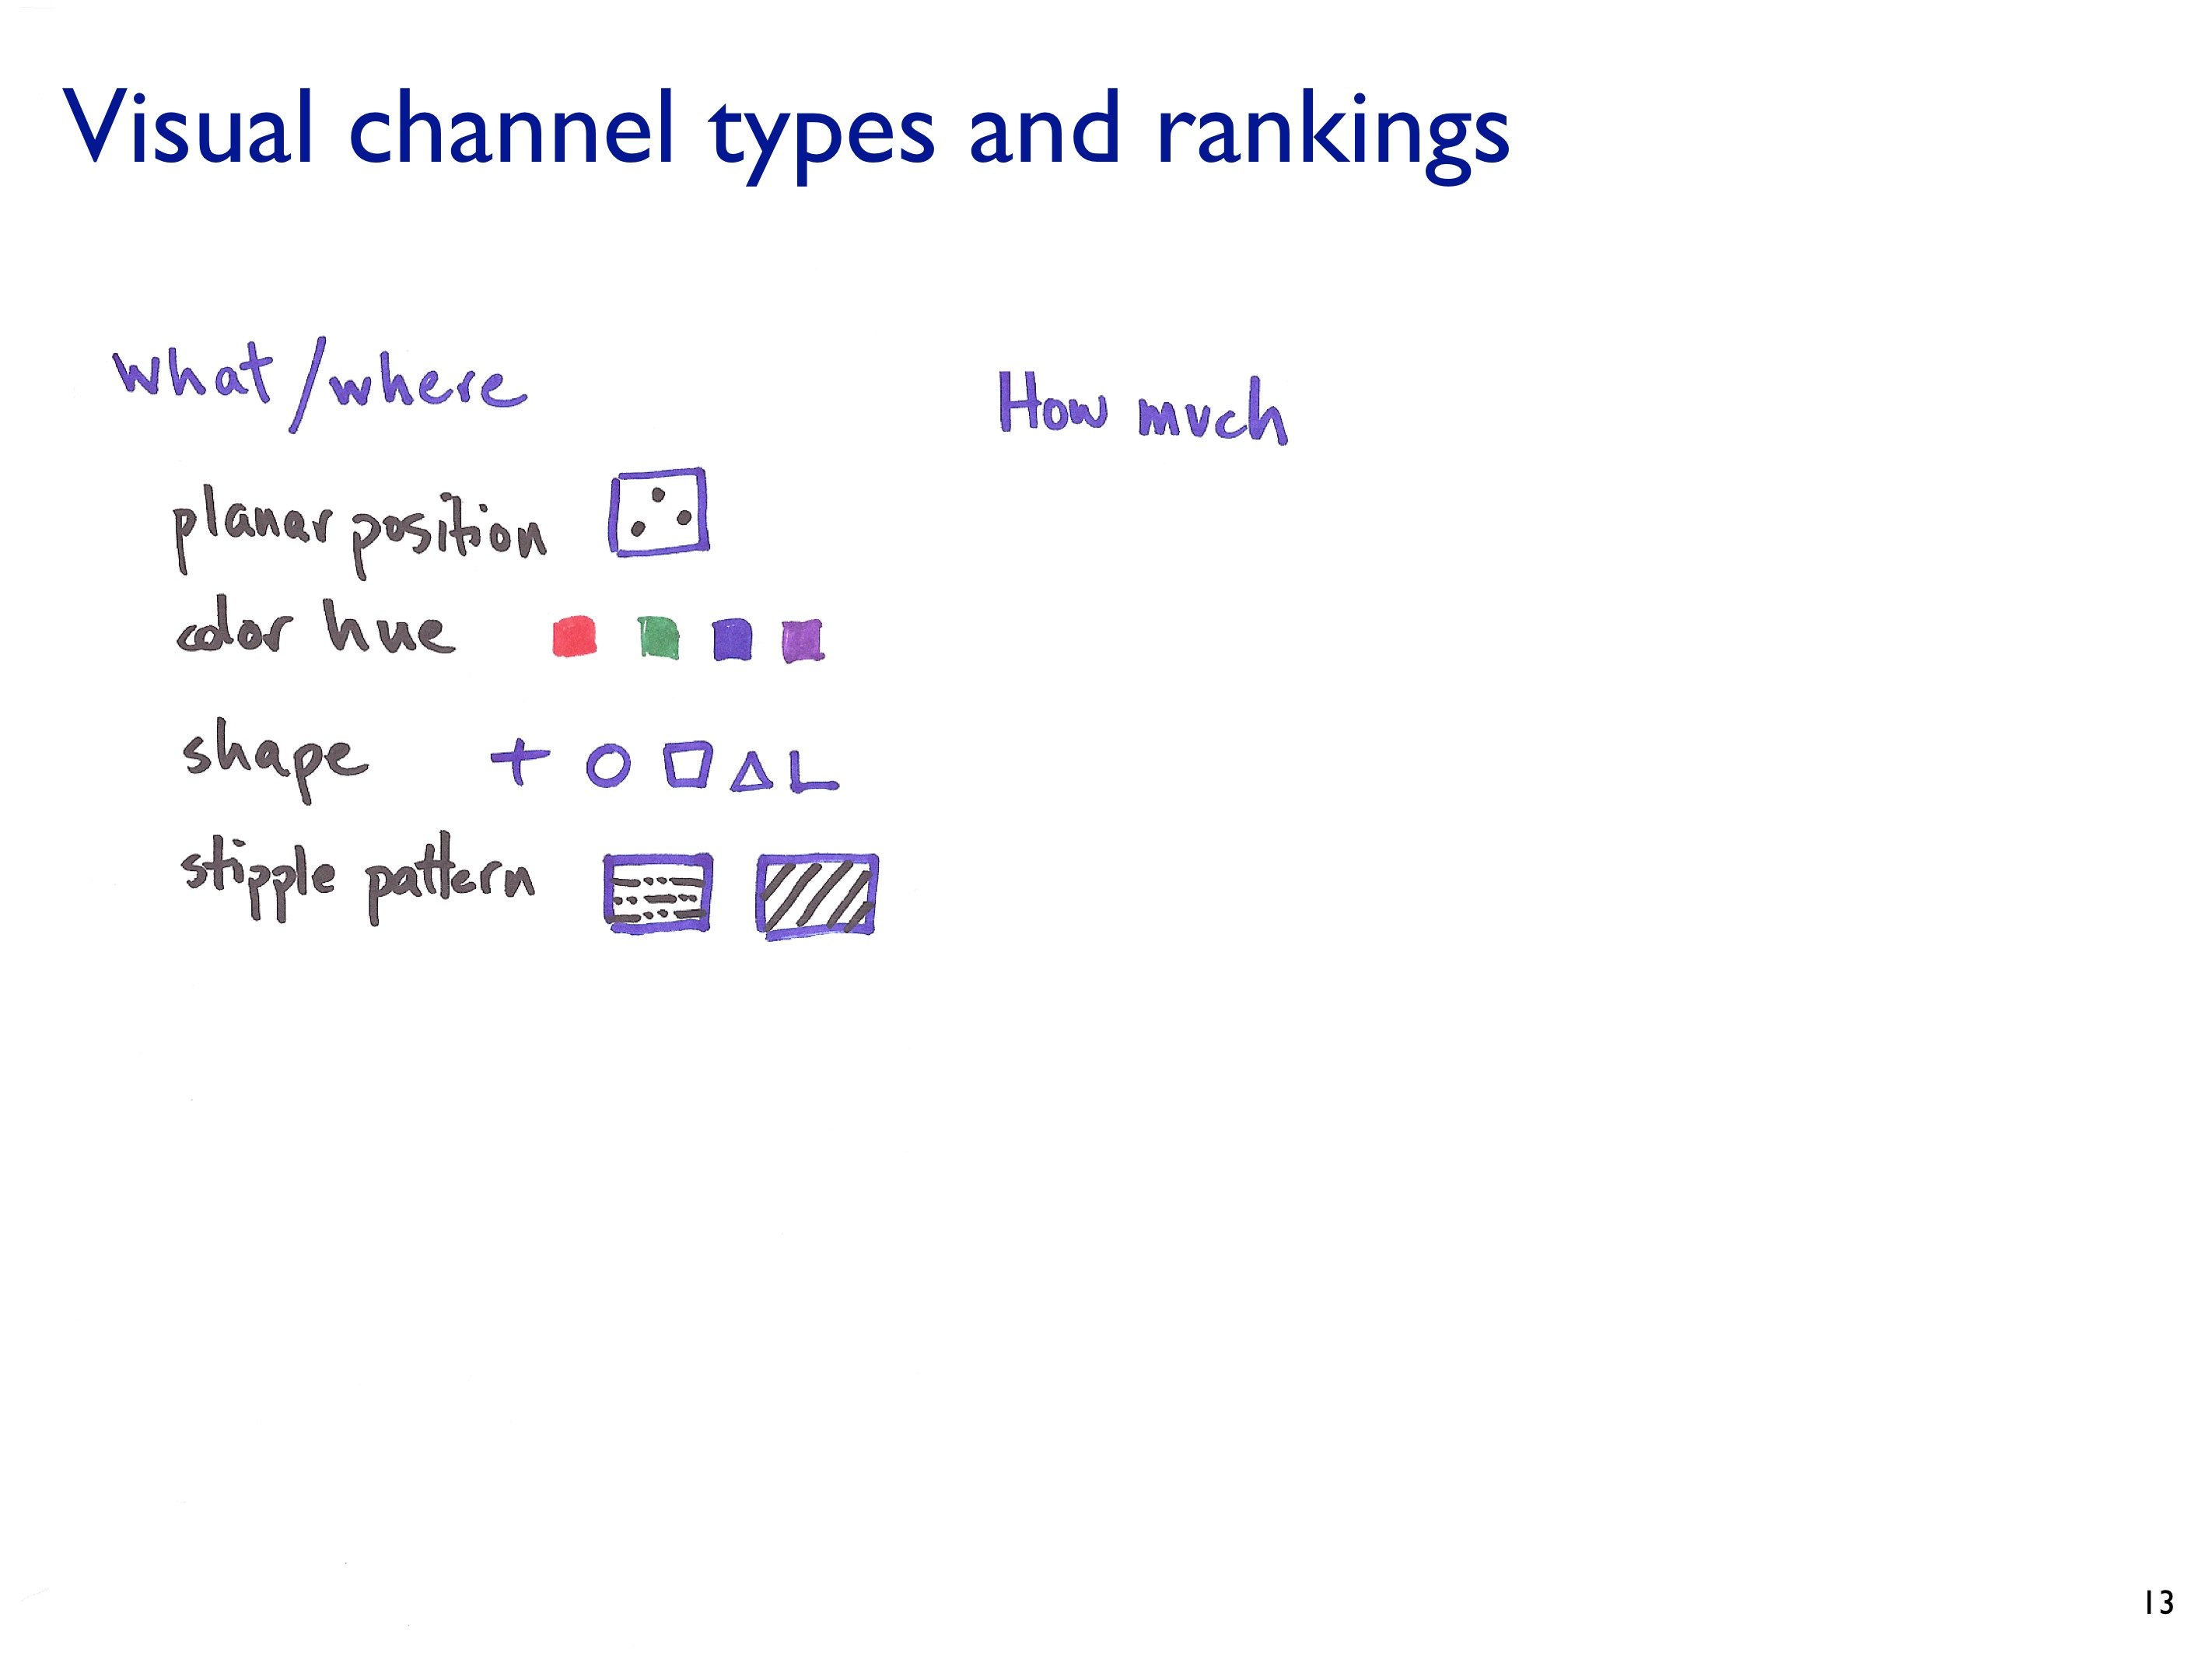 Visual channel types and rankings
what/where
How much
planar position
color hue
shape
stipple pattern
13